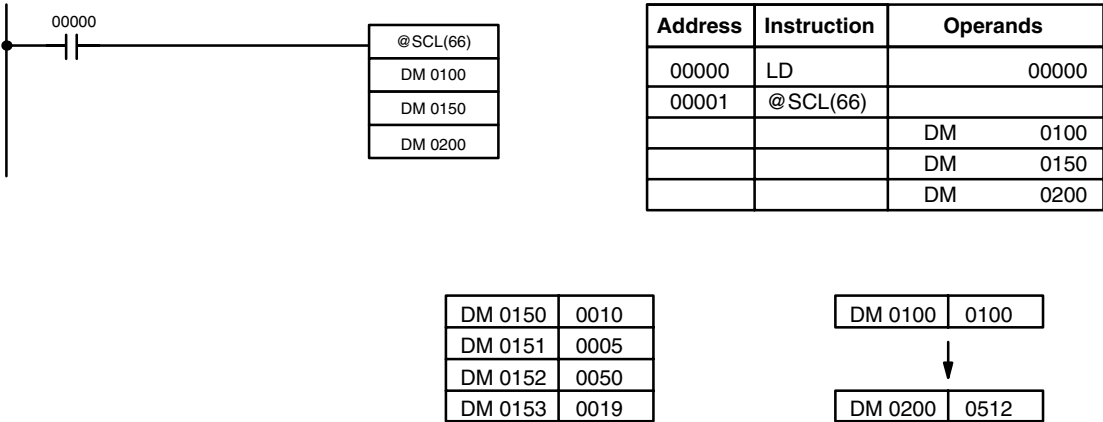 00000
@SCL(66)
DM 0100
DM 0150
DM 0200
Address Instruction Operands
00000 LD 00000
00001 @SCL(66)
DM 0100
DM 0150
DM 0200
DM 0150 0010
DM 0151 0005
DM 0152 0050
DM 0153 0019
DM 0100 0100
DM 0200 0512